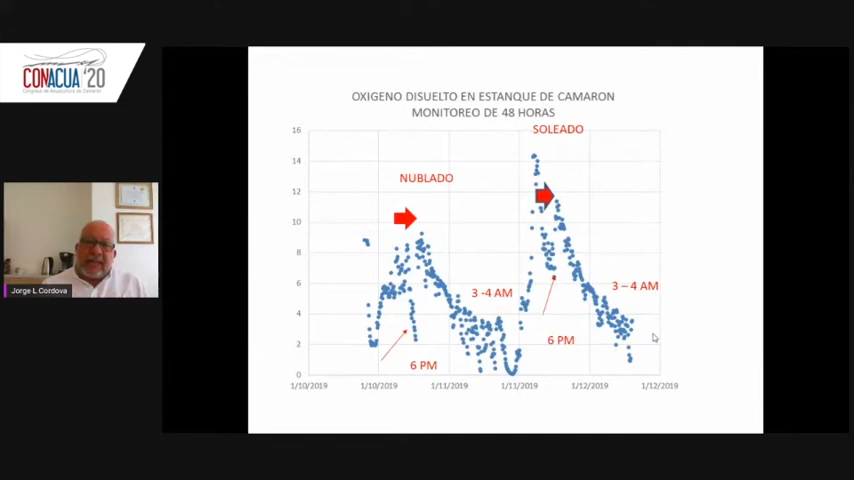 CONACUA '20
Congreso de Acuicultura de Camarón
Jorge L Cordova
OXIGENO DISUELTO EN ESTANQUE DE CAMARON
MONITOREO DE 48 HORAS
SOLEADO
NUBLADO
3 -4 AM
3 – 4 AM
6 PM
6 PM
16
14
12
10
8
6
4
2
0
1/10/2019
1/10/2019
1/11/2019
1/11/2019
1/12/2019
1/12/2019